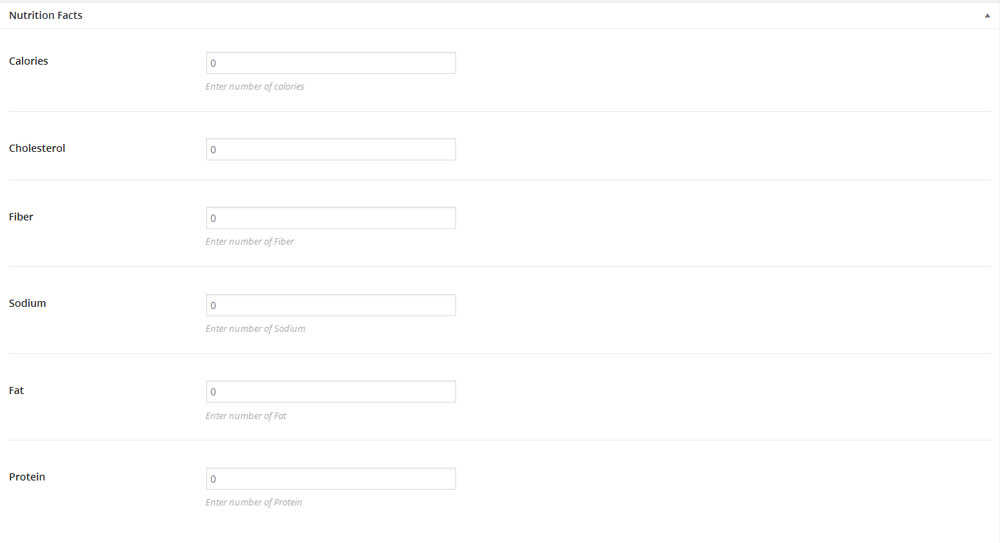 Nutrition Facts
Calories
0
Enter number of calories
Cholesterol
0
Fiber
0
Enter number of Fiber
Sodium
0
Enter number of Sodium
Fat
0
Enter number of Fat
Protein
0
Enter number of Protein